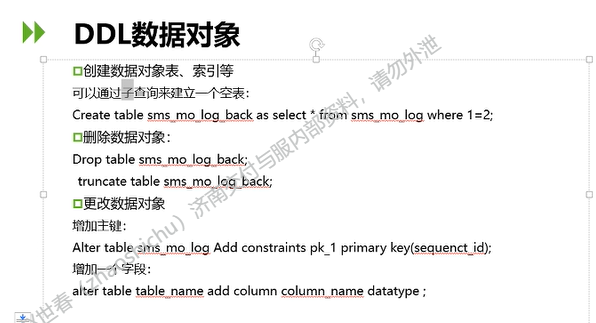 DDL数据对象
创建数据对象表、索引等
可以通过子查询来建立一个空表：
Create table sms_mo_log_back as select * from sms_mo_log where 1=2;
删除数据对象：
Drop table sms_mo_log_back;
truncate table sms_mo_log_back;
更改数据对象
增加主键：
Alter table sms_mo_log Add constraints pk_1 primary key(sequenct_id);
增加一个字段：
alter table table_name add column column_name datatype ;
世春（zhaoshichu）济南交付与服内部资料，请勿外泄